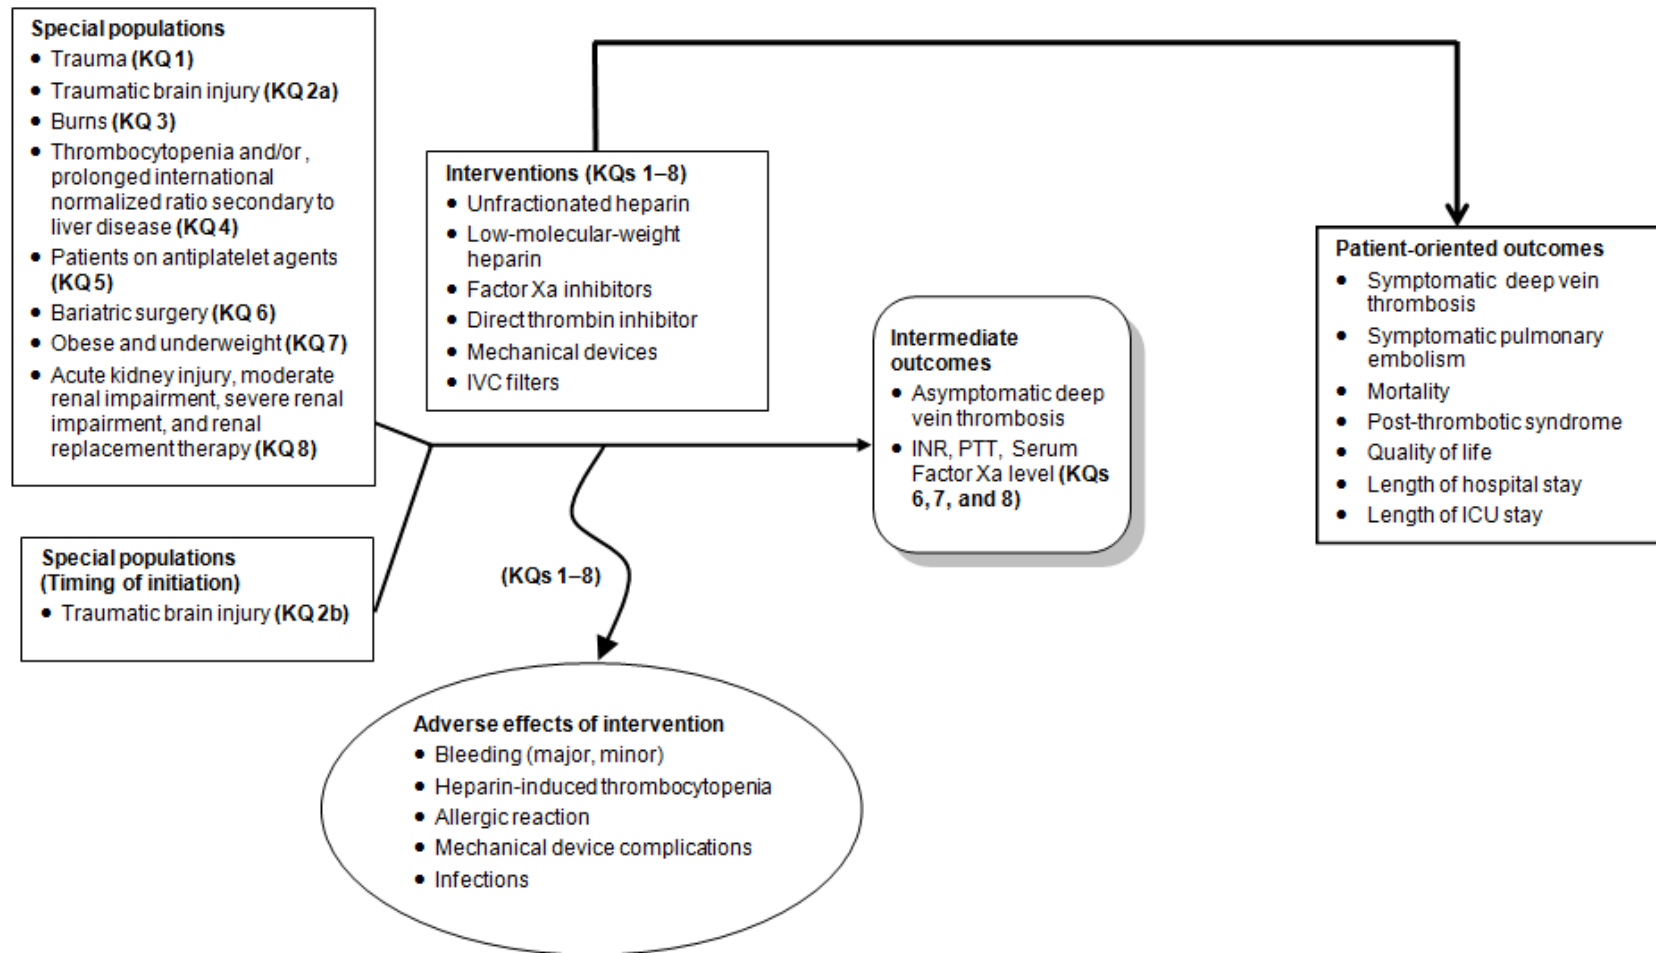 Special populations
• Trauma (KQ 1)
• Traumatic brain injury (KQ 2a)
• Burns (KQ 3)
• Thrombocytopenia and/or ,
prolonged international
normalized ratio secondary to
liver disease (KQ 4)
• Patients on antiplatelet agents
(KQ 5)
• Bariatric surgery (KQ 6)
• Obese and underweight (KQ 7)
• Acute kidney injury, moderate
renal impairment, severe renal
impairment, and renal
replacement therapy (KQ 8)
Special populations
(Timing of initiation)
• Traumatic brain injury (KQ 2b)
Interventions (KQs 1–8)
• Unfractionated heparin
• Low-molecular-weight
heparin
• Factor Xa inhibitors
• Direct thrombin inhibitor
• Mechanical devices
• IVC filters
(KQs 1–8)
Adverse effects of intervention
• Bleeding (major, minor)
• Heparin-induced thrombocytopenia
• Allergic reaction
• Mechanical device complications
• Infections
Intermediate
outcomes
• Asymptomatic deep
vein thrombosis
• INR, PTT, Serum
Factor Xa level (KQs
6, 7, and 8)
Patient-oriented outcomes
• Symptomatic deep vein
thrombosis
• Symptomatic pulmonary
embolism
• Mortality
• Post-thrombotic syndrome
• Quality of life
• Length of hospital stay
• Length of ICU stay